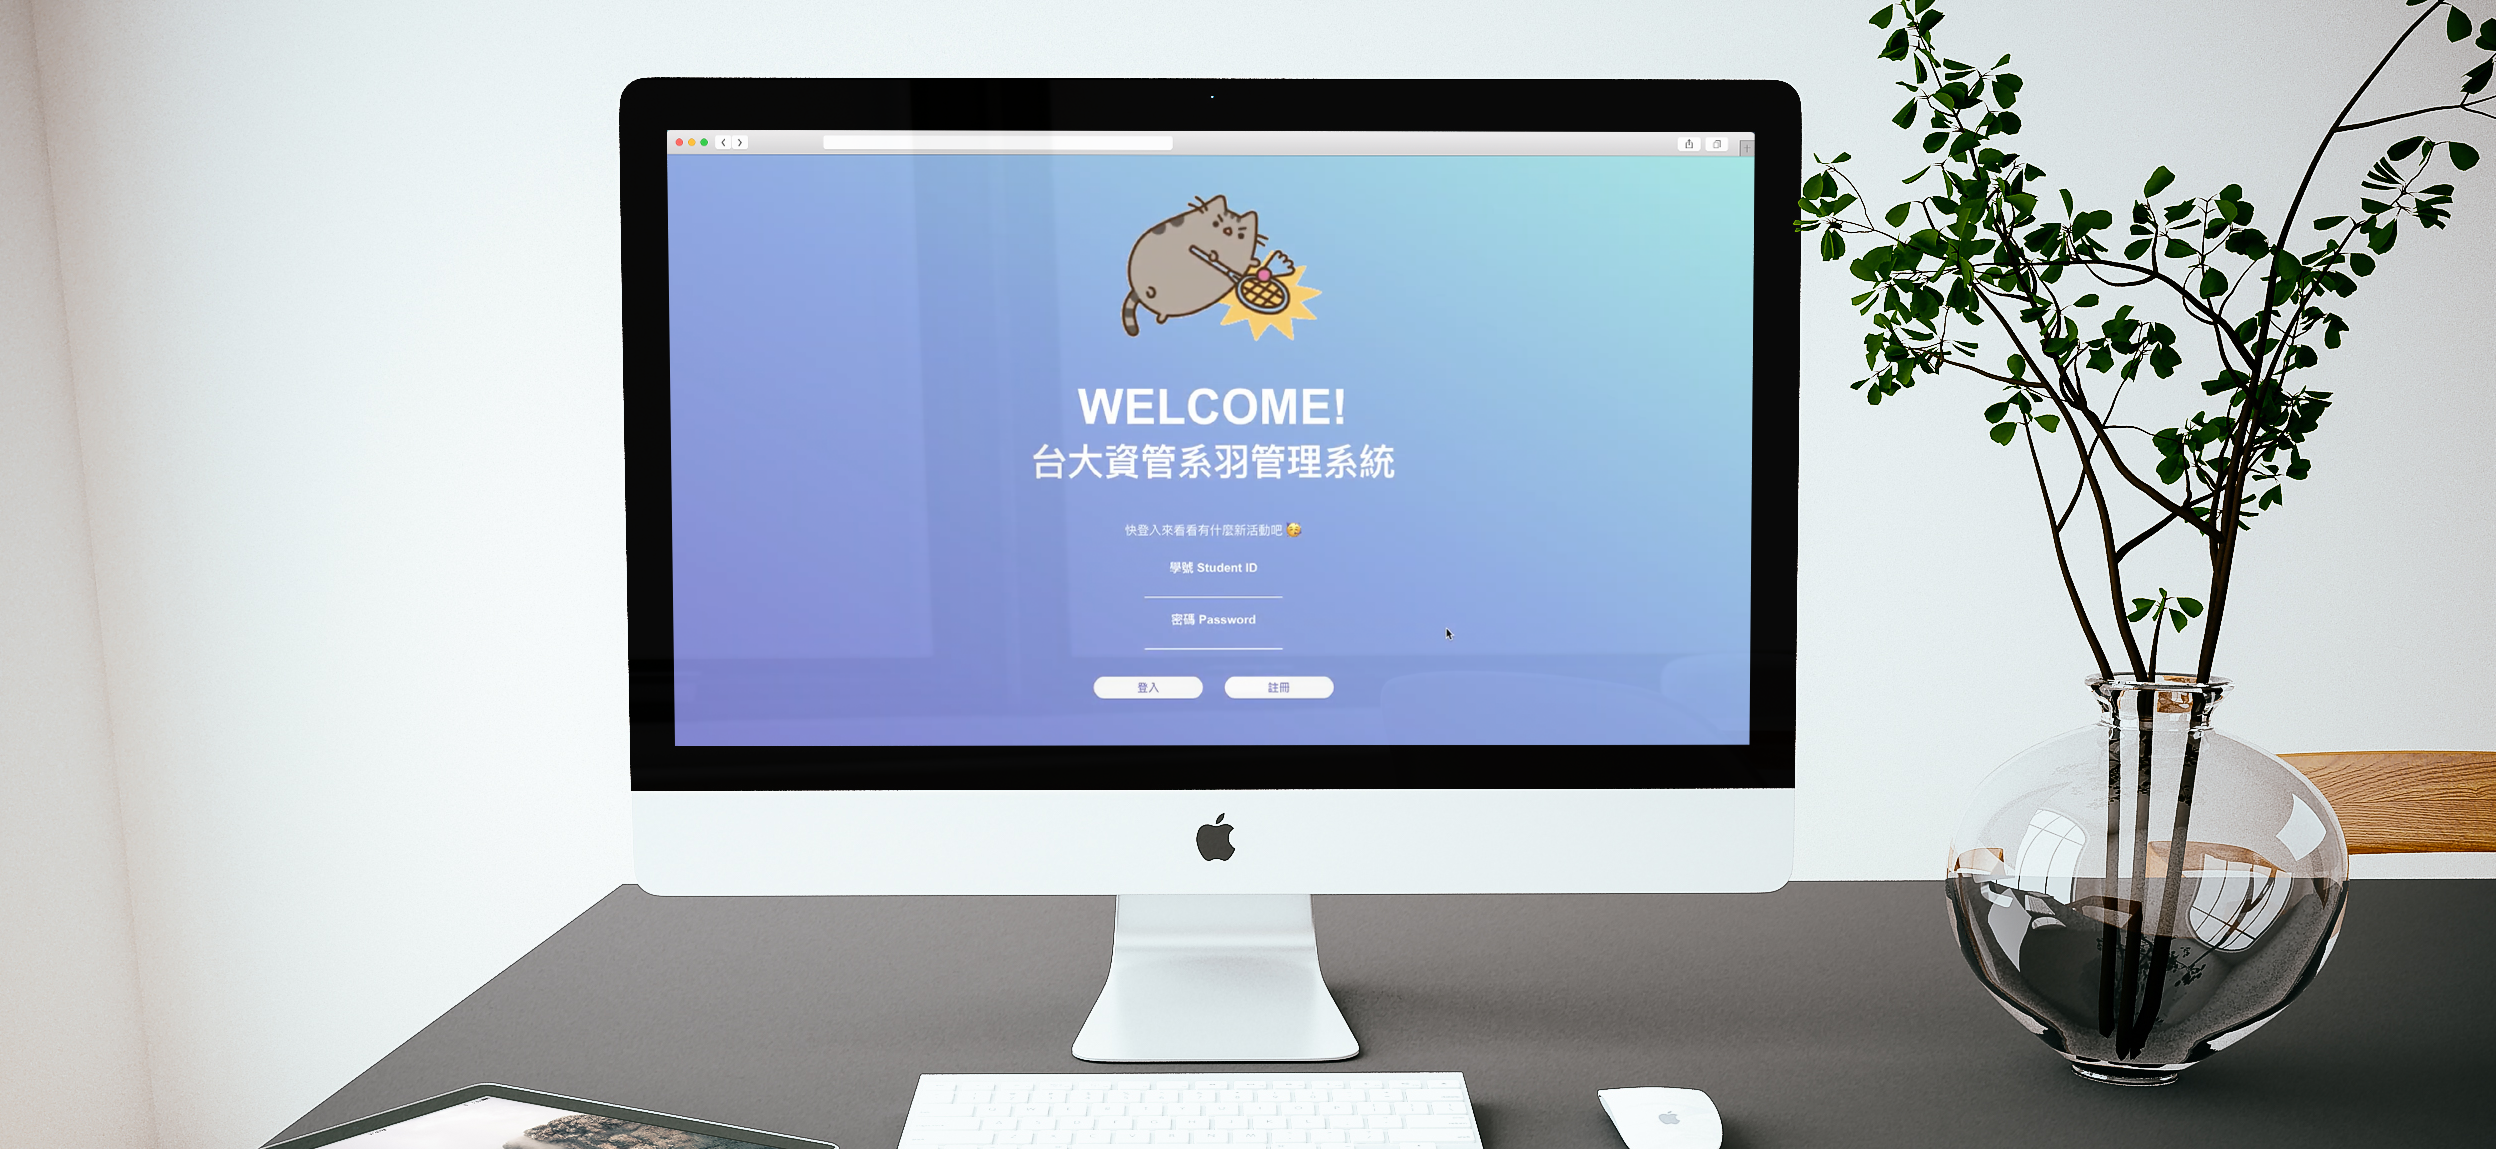 WELCOME!
台大資管系羽管理系統
快登入來看看有什麼新活動吧 🥳
學號 Student ID
密碼 Password
登入
註冊